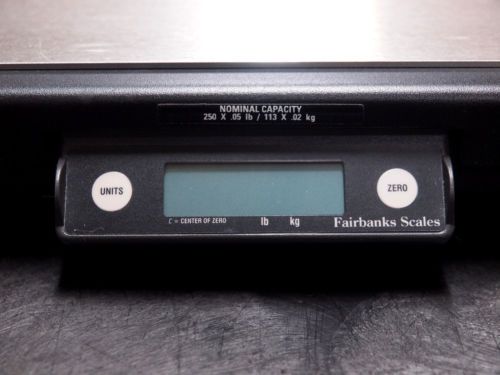 NOMINAL CAPACITY
250 X .05 lb / 113 X .02 kg
UNITS
ZERO
C = CENTER OF ZERO
lb kg
Fairbanks Scales